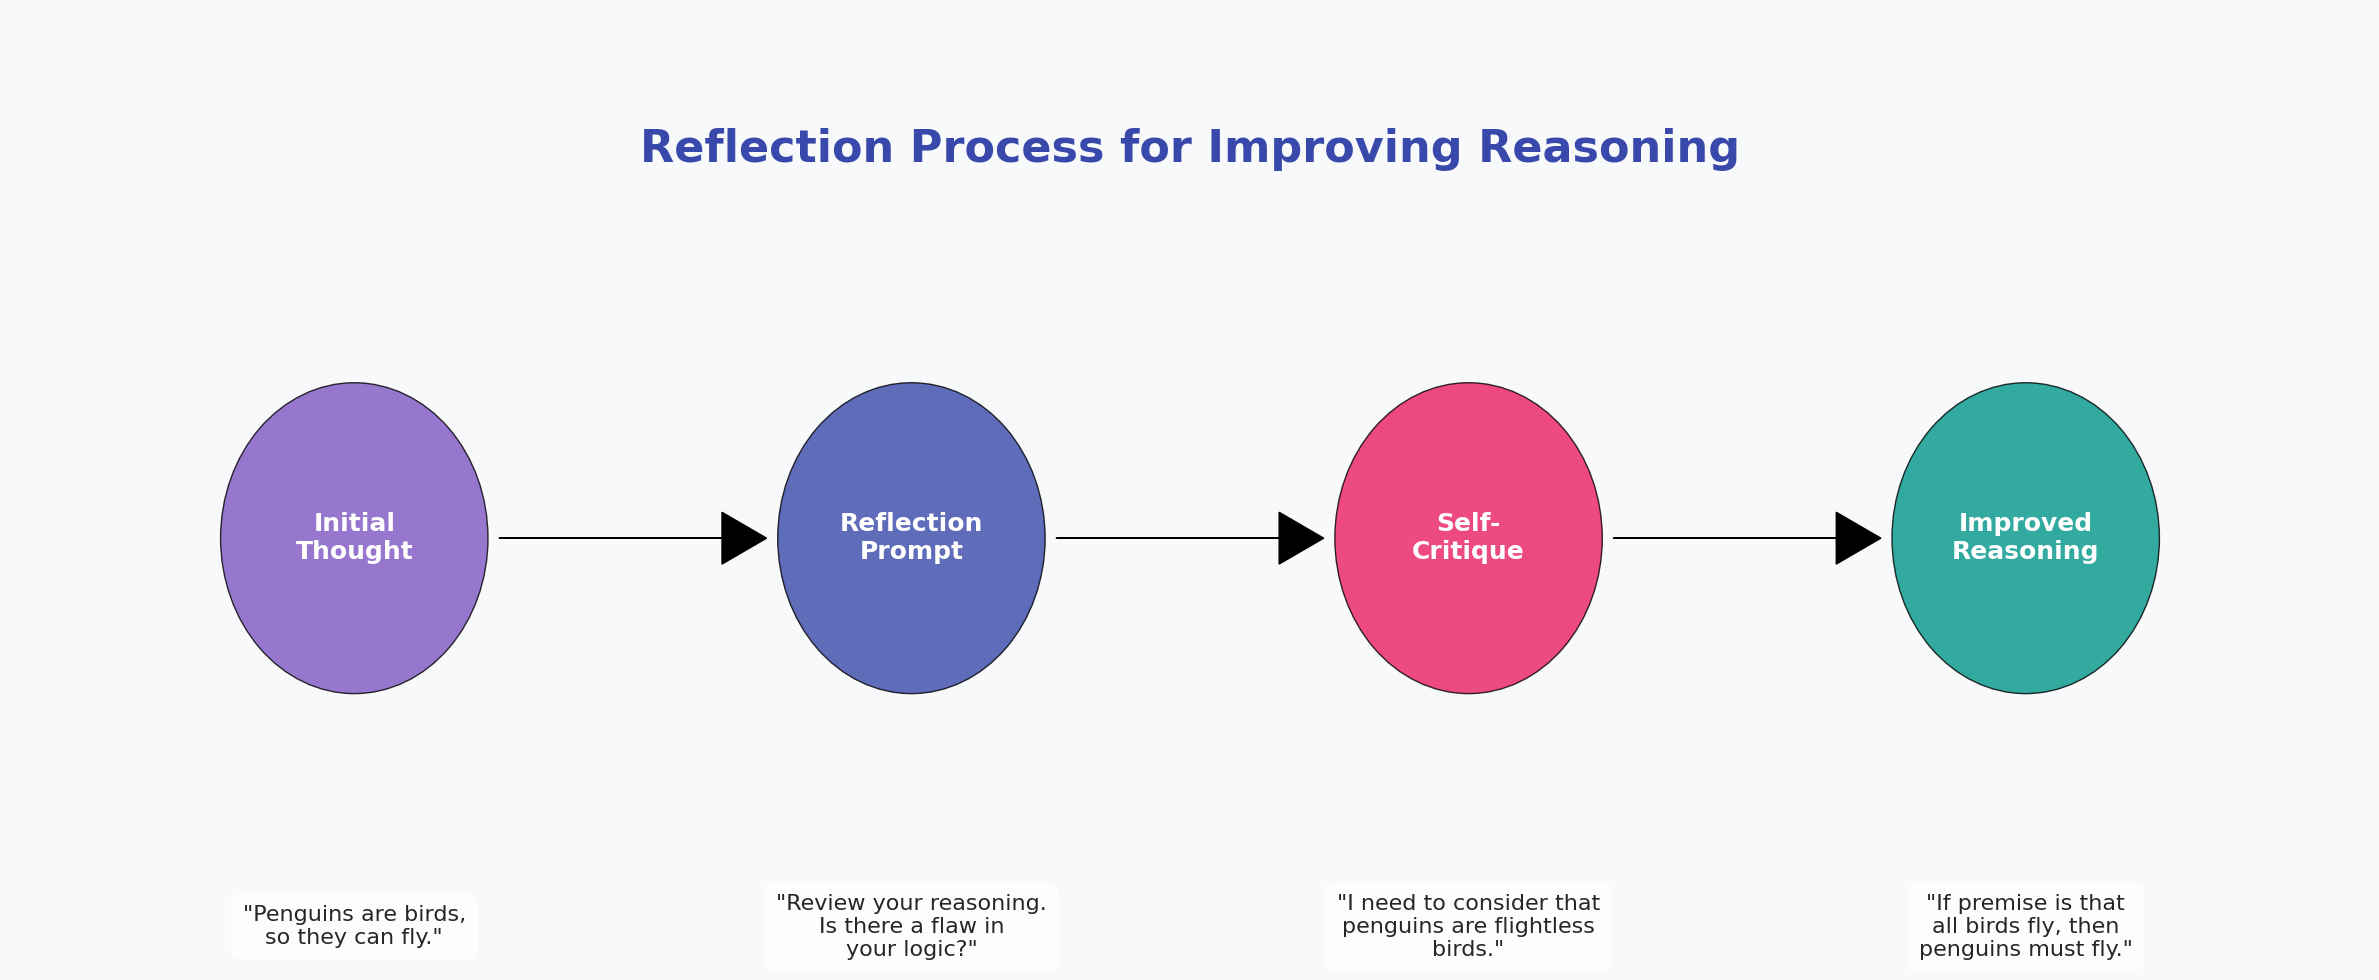 Reflection Process for Improving Reasoning
Initial
Thought
Reflection
Prompt
Self-
Critique
Improved
Reasoning
"Penguins are birds,
so they can fly."
"Review your reasoning.
Is there a flaw in
your logic?"
"I need to consider that
penguins are flightless
birds."
"If premise is that
all birds fly, then
penguins must fly."